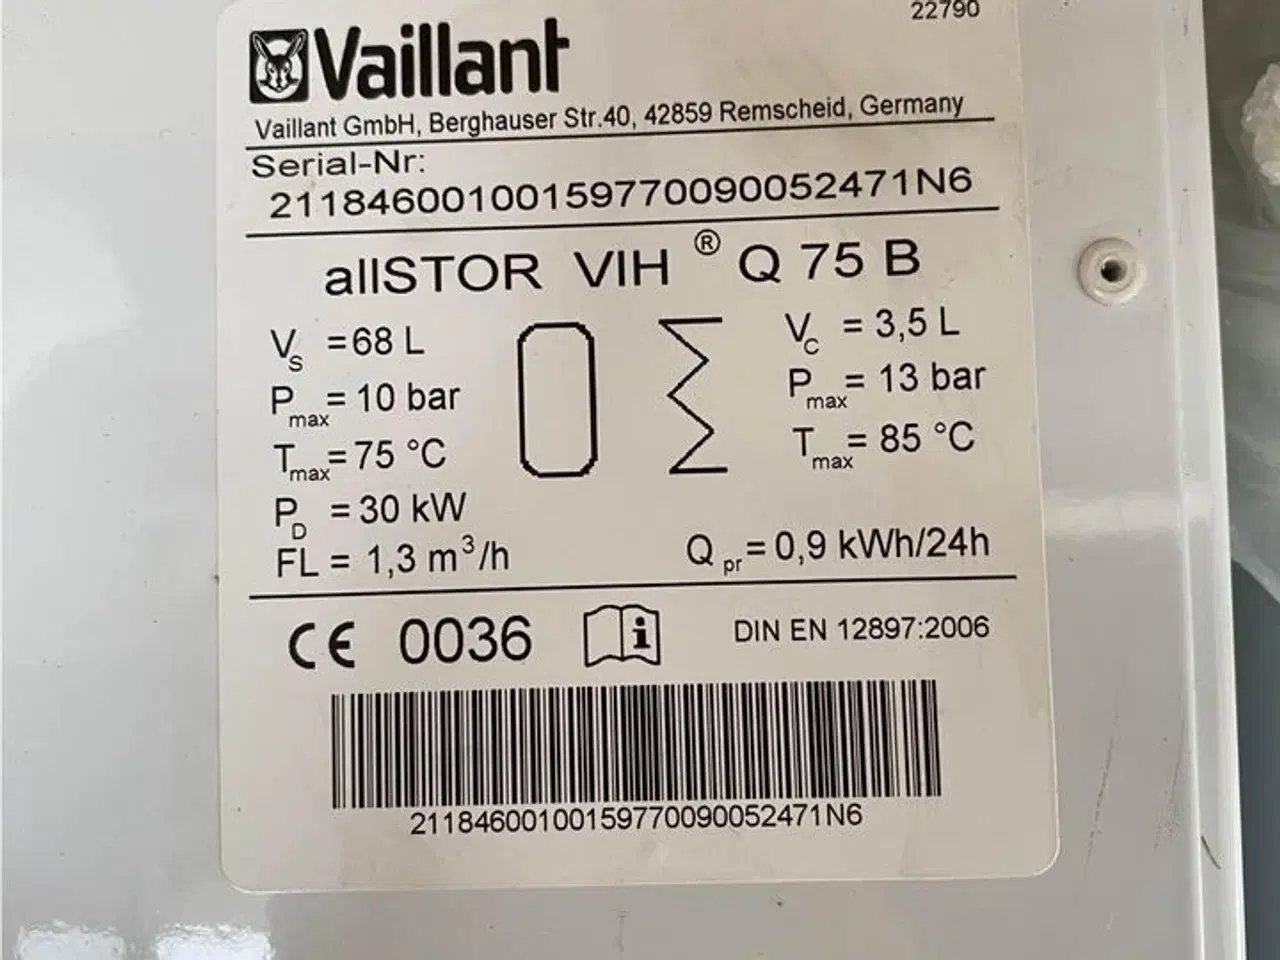 22790
Vaillant
Vaillant GmbH, Berghauser Str.40, 42859 Remscheid, Germany
Serial-Nr:
21184600100159770090052471N6
allSTOR VIH ® Q 75 B
VS =68 L
Pmax= 10 bar
Tmax=75 °C
PD = 30 kW
FL = 1,3 m³/h
VC = 3,5 L
Pmax= 13 bar
Tmax= 85 °C
Qpr= 0,9 kWh/24h
CE 0036
i
DIN EN 12897:2006
21184600100159770090052471N6